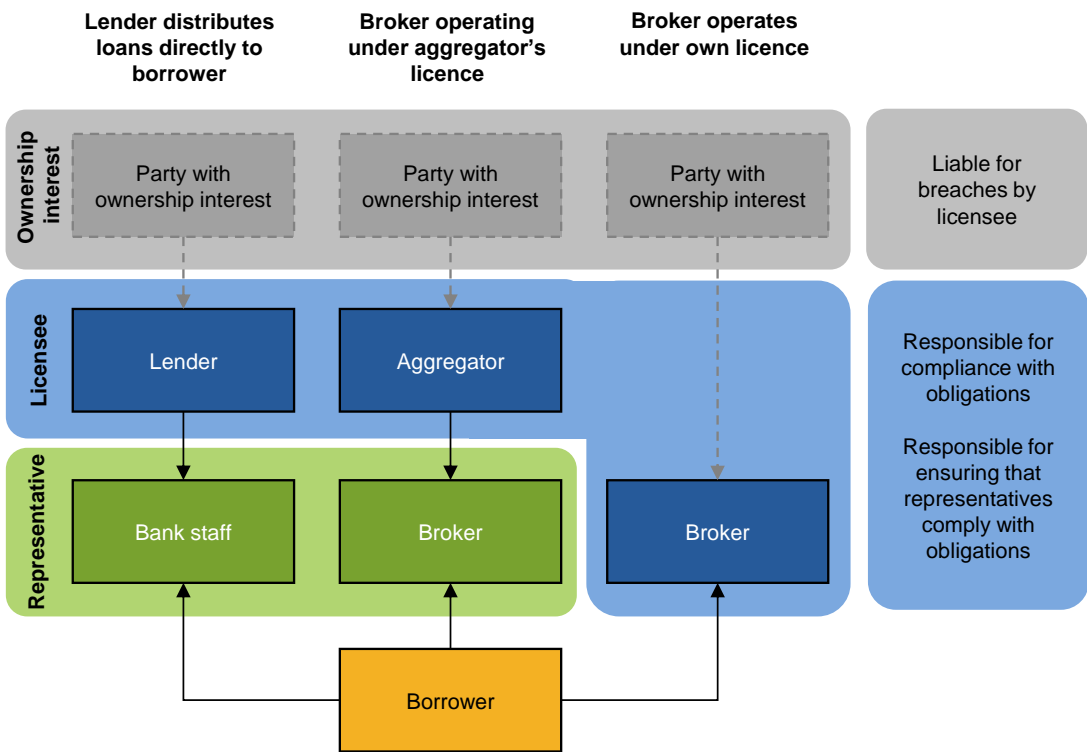 Lender distributes
loans directly to
borrower
Broker operating
under aggregator’s
licence
Broker operates
under own licence
Ownership
interest
Party with
ownership interest
Party with
ownership interest
Party with
ownership interest
Liable for
breaches by
licensee
Licensee
Lender
Aggregator
Responsible for
compliance with
obligations
Responsible for
ensuring that
representatives
comply with
obligations
Representative
Bank staff
Broker
Broker
Borrower